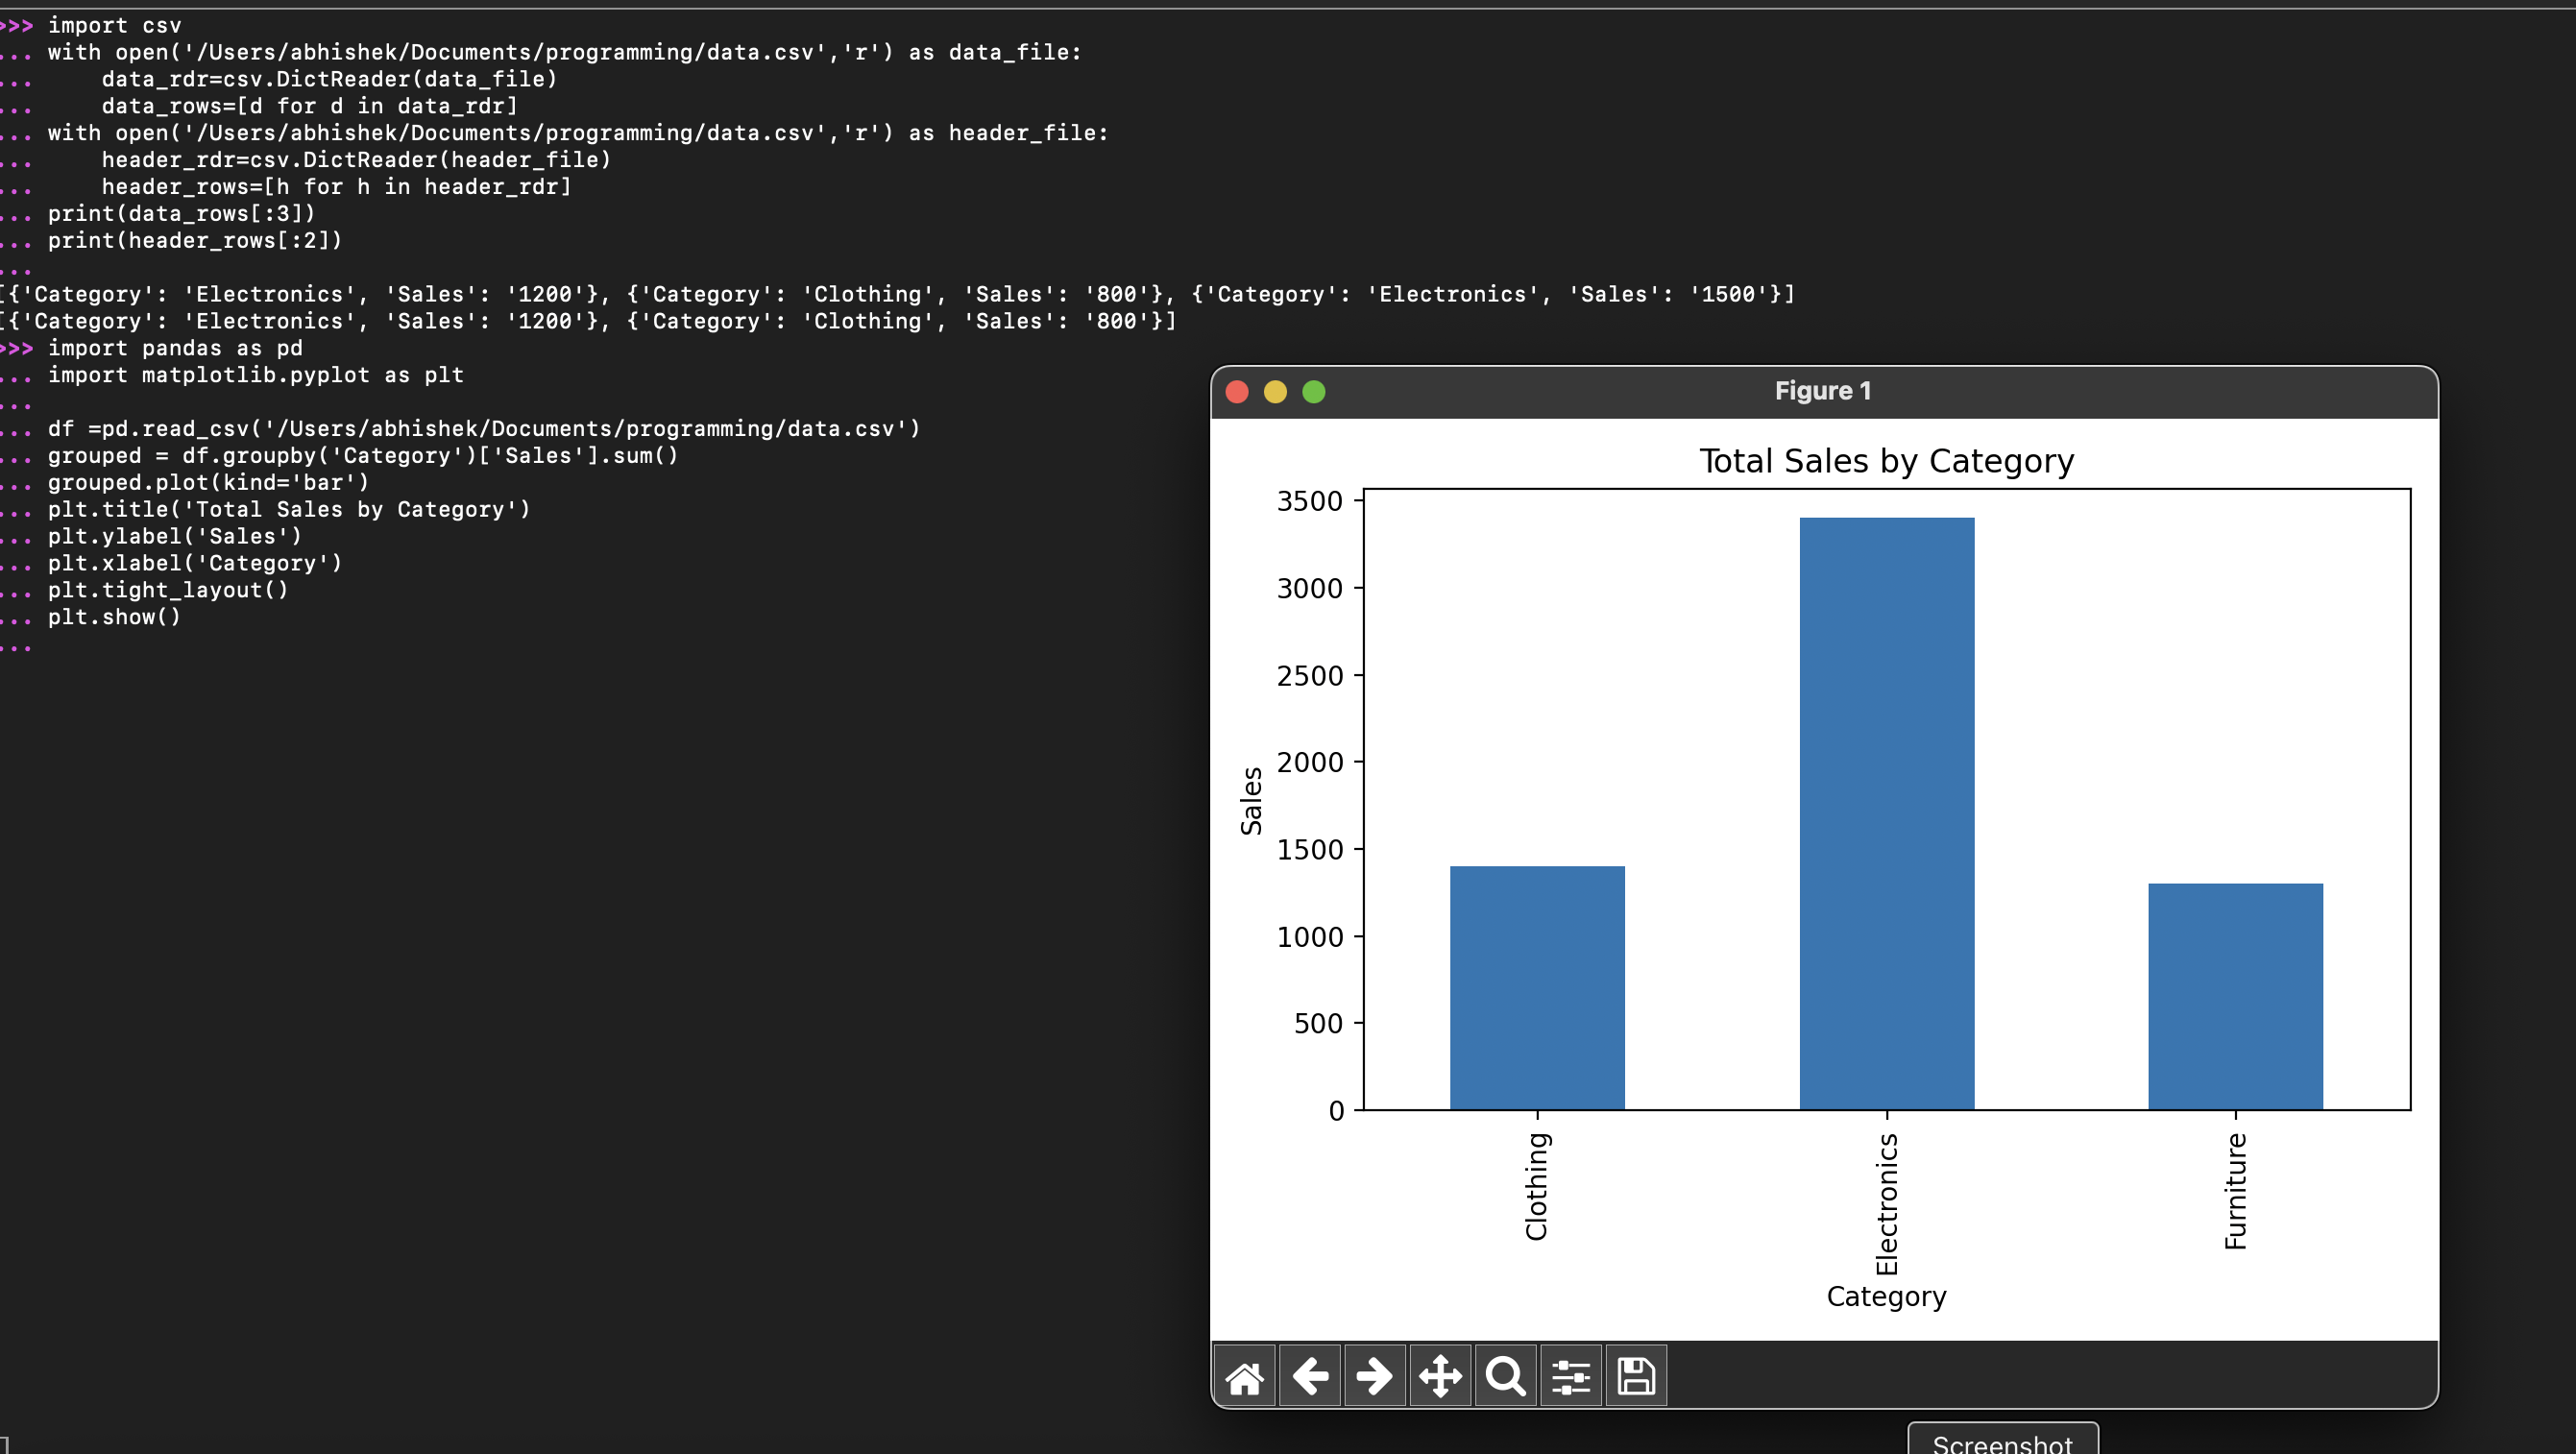 >>> import csv
... with open('/Users/abhishek/Documents/programming/data.csv','r') as data_file:
...     data_rdr=csv.DictReader(data_file)
...     data_rows=[d for d in data_rdr]
... with open('/Users/abhishek/Documents/programming/data.csv','r') as header_file:
...     header_rdr=csv.DictReader(header_file)
...     header_rows=[h for h in header_rdr]
... print(data_rows[:3])
... print(header_rows[:2])
...
[{'Category': 'Electronics', 'Sales': '1200'}, {'Category': 'Clothing', 'Sales': '800'}, {'Category': 'Electronics', 'Sales': '1500'}]
[{'Category': 'Electronics', 'Sales': '1200'}, {'Category': 'Clothing', 'Sales': '800'}]
>>> import pandas as pd
... import matplotlib.pyplot as plt
...
... df =pd.read_csv('/Users/abhishek/Documents/programming/data.csv')
... grouped = df.groupby('Category')['Sales'].sum()
... grouped.plot(kind='bar')
... plt.title('Total Sales by Category')
... plt.ylabel('Sales')
... plt.xlabel('Category')
... plt.tight_layout()
... plt.show()
...
Figure 1
Total Sales by Category
3500
3000
2500
2000
1500
1000
500
0
Sales
Clothing
Electronics
Furniture
Category
Screenshot